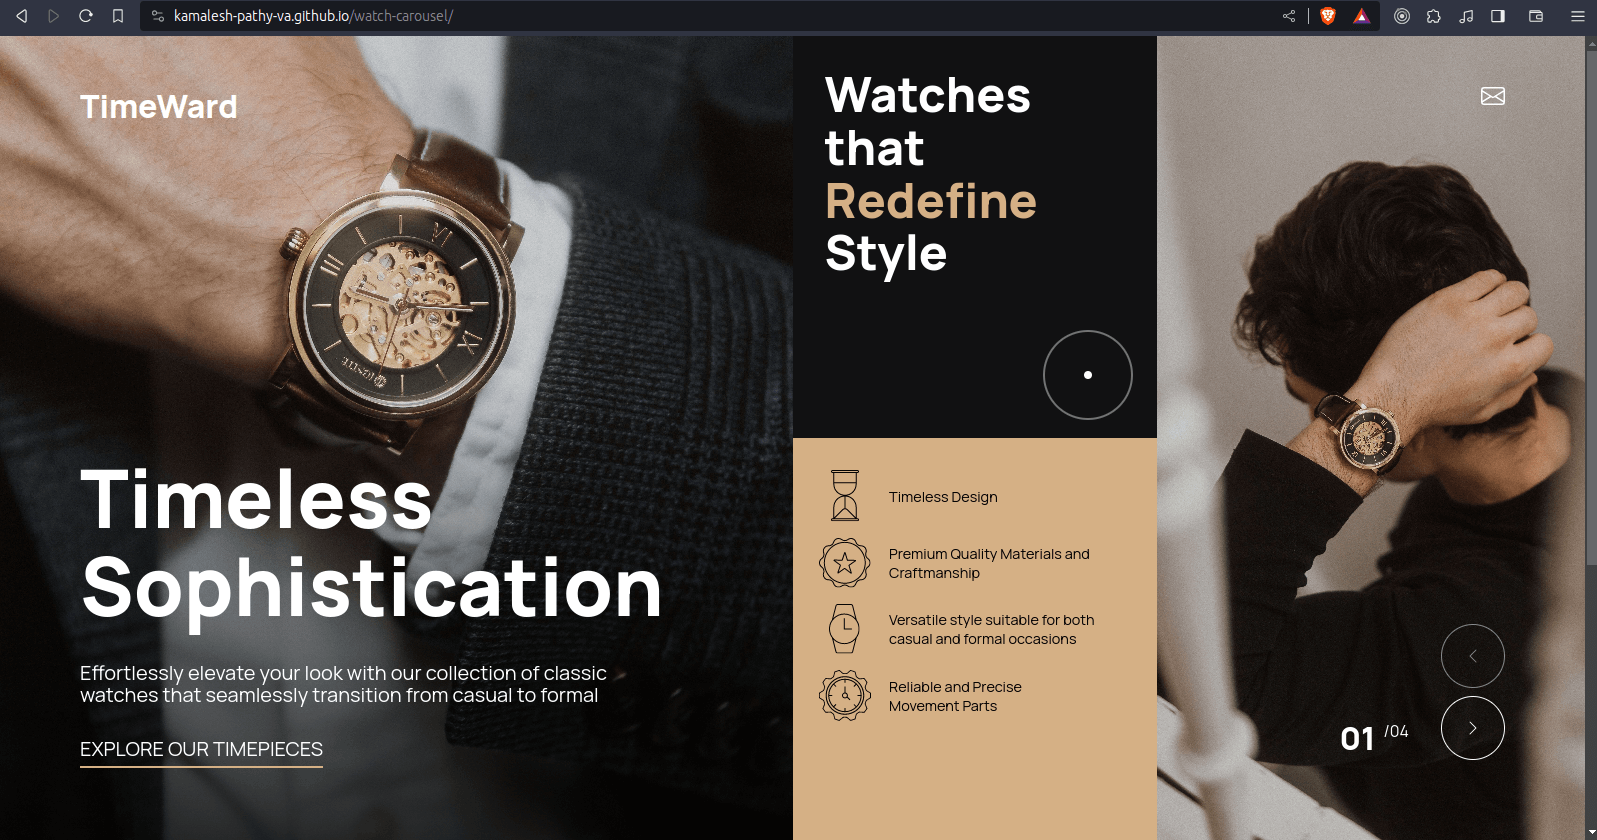 kamalesh-pathy-va.github.io/watch-carousel/
TimeWard
Timeless
Sophistication
Effortlessly elevate your look with our collection of classic
watches that seamlessly transition from casual to formal
EXPLORE OUR TIMEPIECES
Watches
that
Redefine
Style
Timeless Design
Premium Quality Materials and
Craftmanship
Versatile style suitable for both
casual and formal occasions
Reliable and Precise
Movement Parts
01 /04